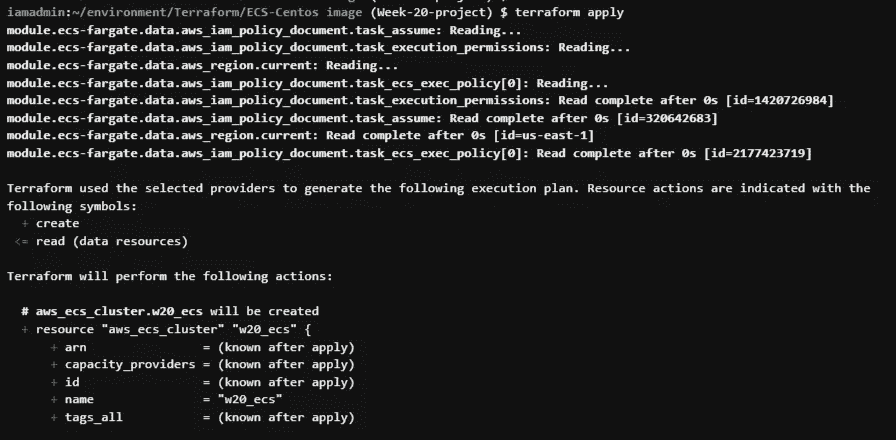 iamadmin:~/environment/Terraform/ECS-Centos image (Week-20-project) $ terraform apply
module.ecs-fargate.data.aws_iam_policy_document.task_assume: Reading...
module.ecs-fargate.data.aws_iam_policy_document.task_execution_permissions: Reading...
module.ecs-fargate.data.aws_region.current: Reading...
module.ecs-fargate.data.aws_iam_policy_document.task_ecs_exec_policy[0]: Reading...
module.ecs-fargate.data.aws_iam_policy_document.task_execution_permissions: Read complete after 0s [id=1420726984]
module.ecs-fargate.data.aws_iam_policy_document.task_assume: Read complete after 0s [id=320642683]
module.ecs-fargate.data.aws_region.current: Read complete after 0s [id=us-east-1]
module.ecs-fargate.data.aws_iam_policy_document.task_ecs_exec_policy[0]: Read complete after 0s [id=2177423719]
Terraform used the selected providers to generate the following execution plan. Resource actions are indicated with the
following symbols:
+ create
<= read (data resources)
Terraform will perform the following actions:
# aws_ecs_cluster.w20_ecs will be created
+ resource "aws_ecs_cluster" "w20_ecs" {
+ arn = (known after apply)
+ capacity_providers = (known after apply)
+ id = (known after apply)
+ name = "w20_ecs"
+ tags_all = (known after apply)